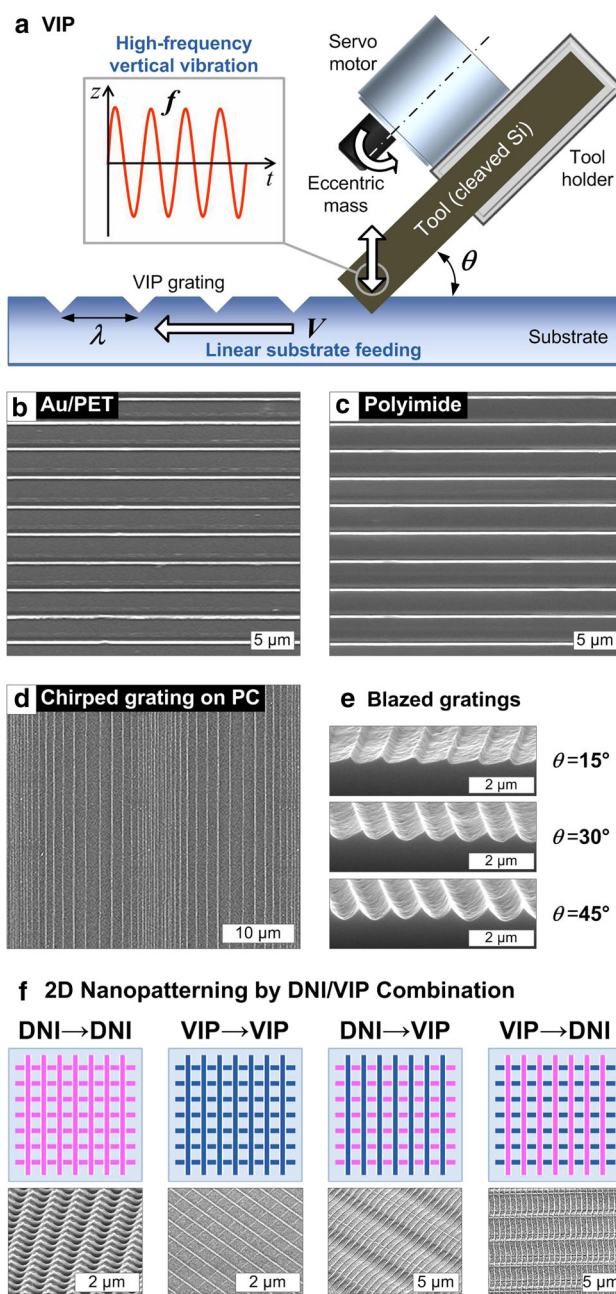 a VIP
High-frequency
vertical vibration
z
f
t
Servo
motor
Eccentric
mass
Tool (cleaved Si)
Tool
holder
θ
VIP grating
λ
V
Linear substrate feeding
Substrate
b Au/PET
5 µm
c Polyimide
5 µm
d Chirped grating on PC
10 µm
e Blazed gratings
2 µm
θ=15°
2 µm
θ=30°
2 µm
θ=45°
f 2D Nanopatterning by DNI/VIP Combination
DNI→DNI VIP→VIP DNI→VIP VIP→DNI
2 µm 2 µm 5 µm 5 µm